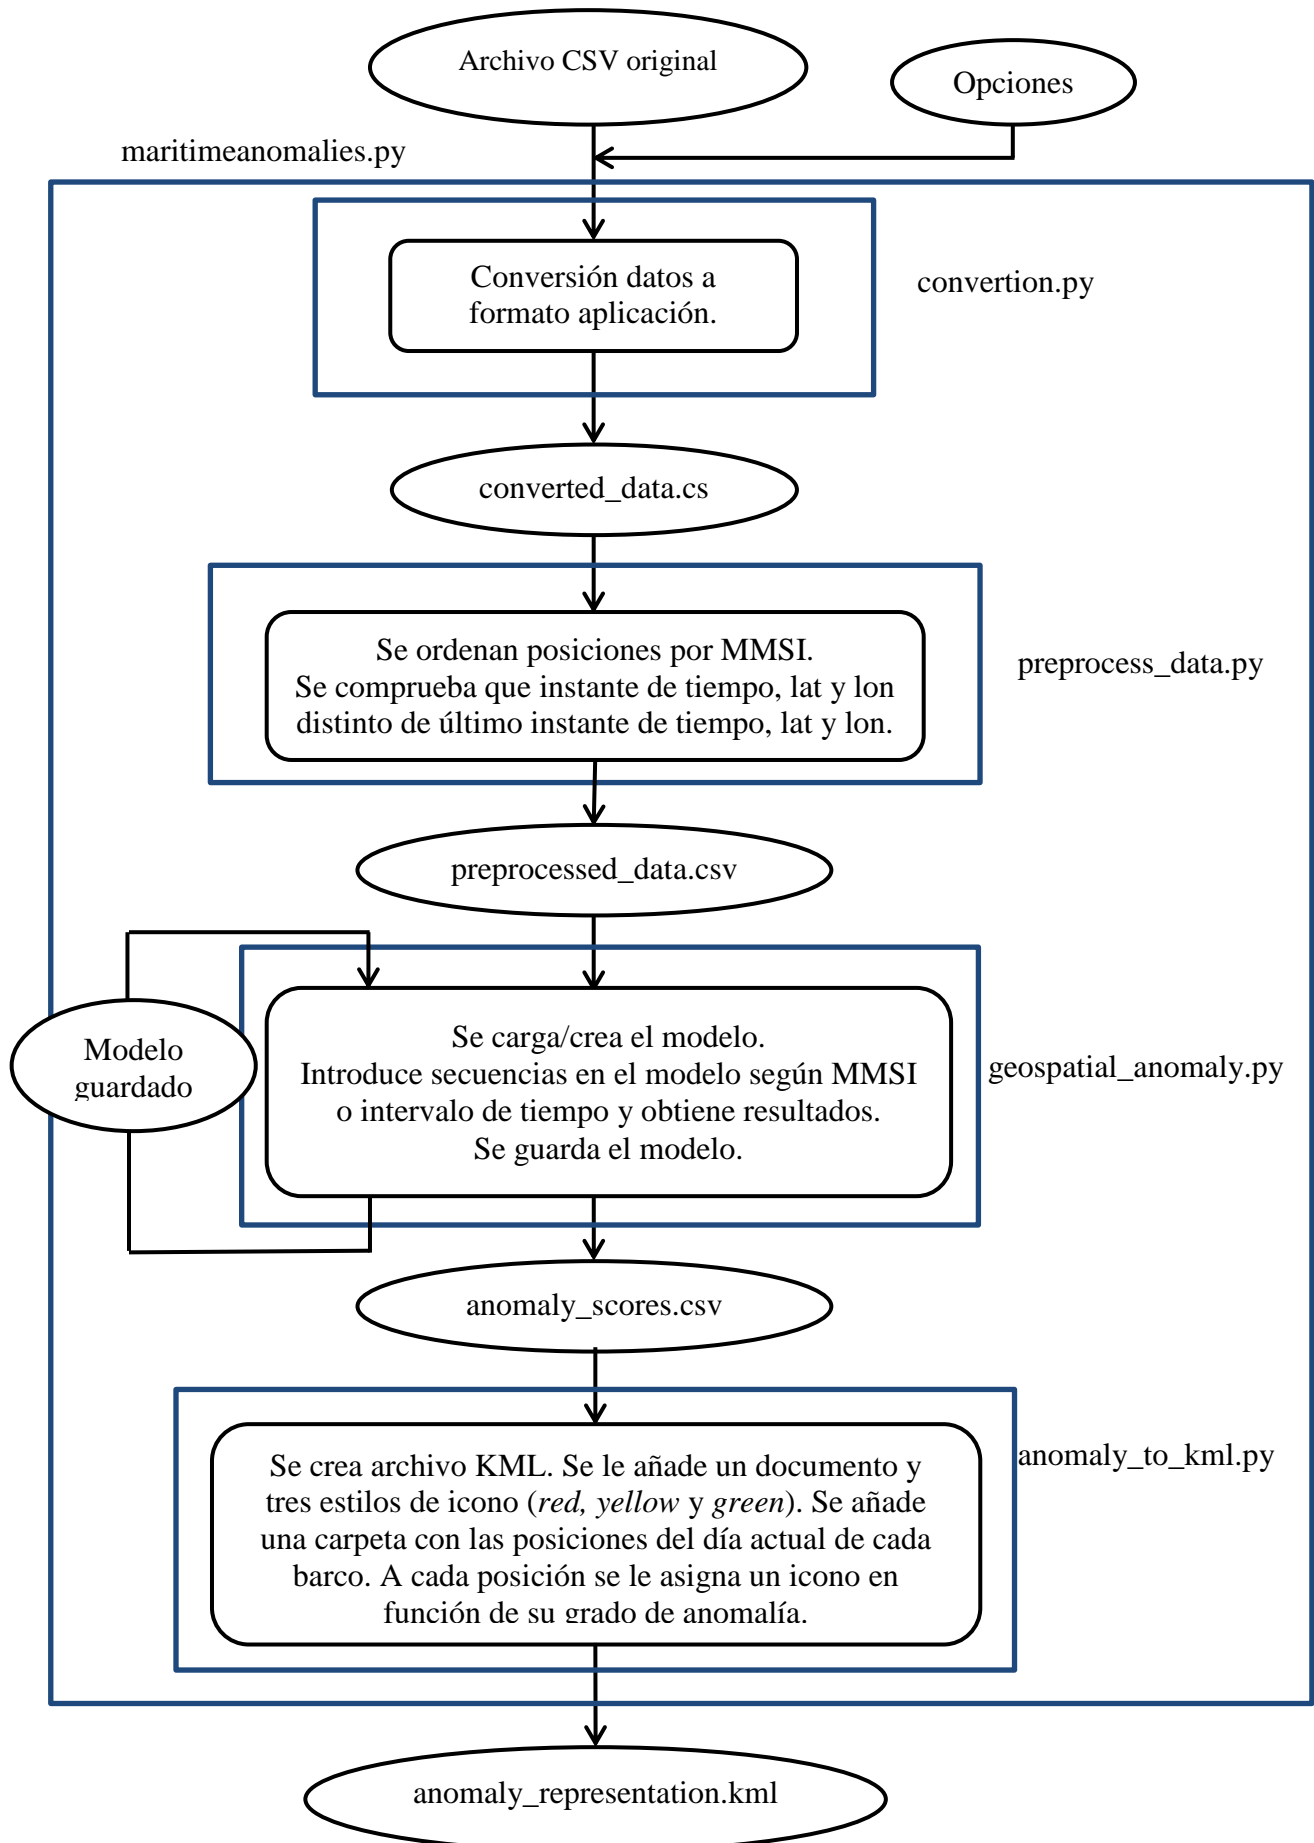 Archivo CSV original
Opciones
maritimeanomalies.py
Conversión datos a
formato aplicación.
convertion.py
converted_data.cs
Se ordenan posiciones por MMSI.
Se comprueba que instante de tiempo, lat y lon
distinto de último instante de tiempo, lat y lon.
preprocess_data.py
preprocessed_data.csv
Modelo
guardado
Se carga/crea el modelo.
Introduce secuencias en el modelo según MMSI
o intervalo de tiempo y obtiene resultados.
Se guarda el modelo.
geospatial_anomaly.py
anomaly_scores.csv
Se crea archivo KML. Se le añade un documento y
tres estilos de icono (red, yellow y green). Se añade
una carpeta con las posiciones del día actual de cada
barco. A cada posición se le asigna un icono en
función de su grado de anomalía.
anomaly_to_kml.py
anomaly_representation.kml